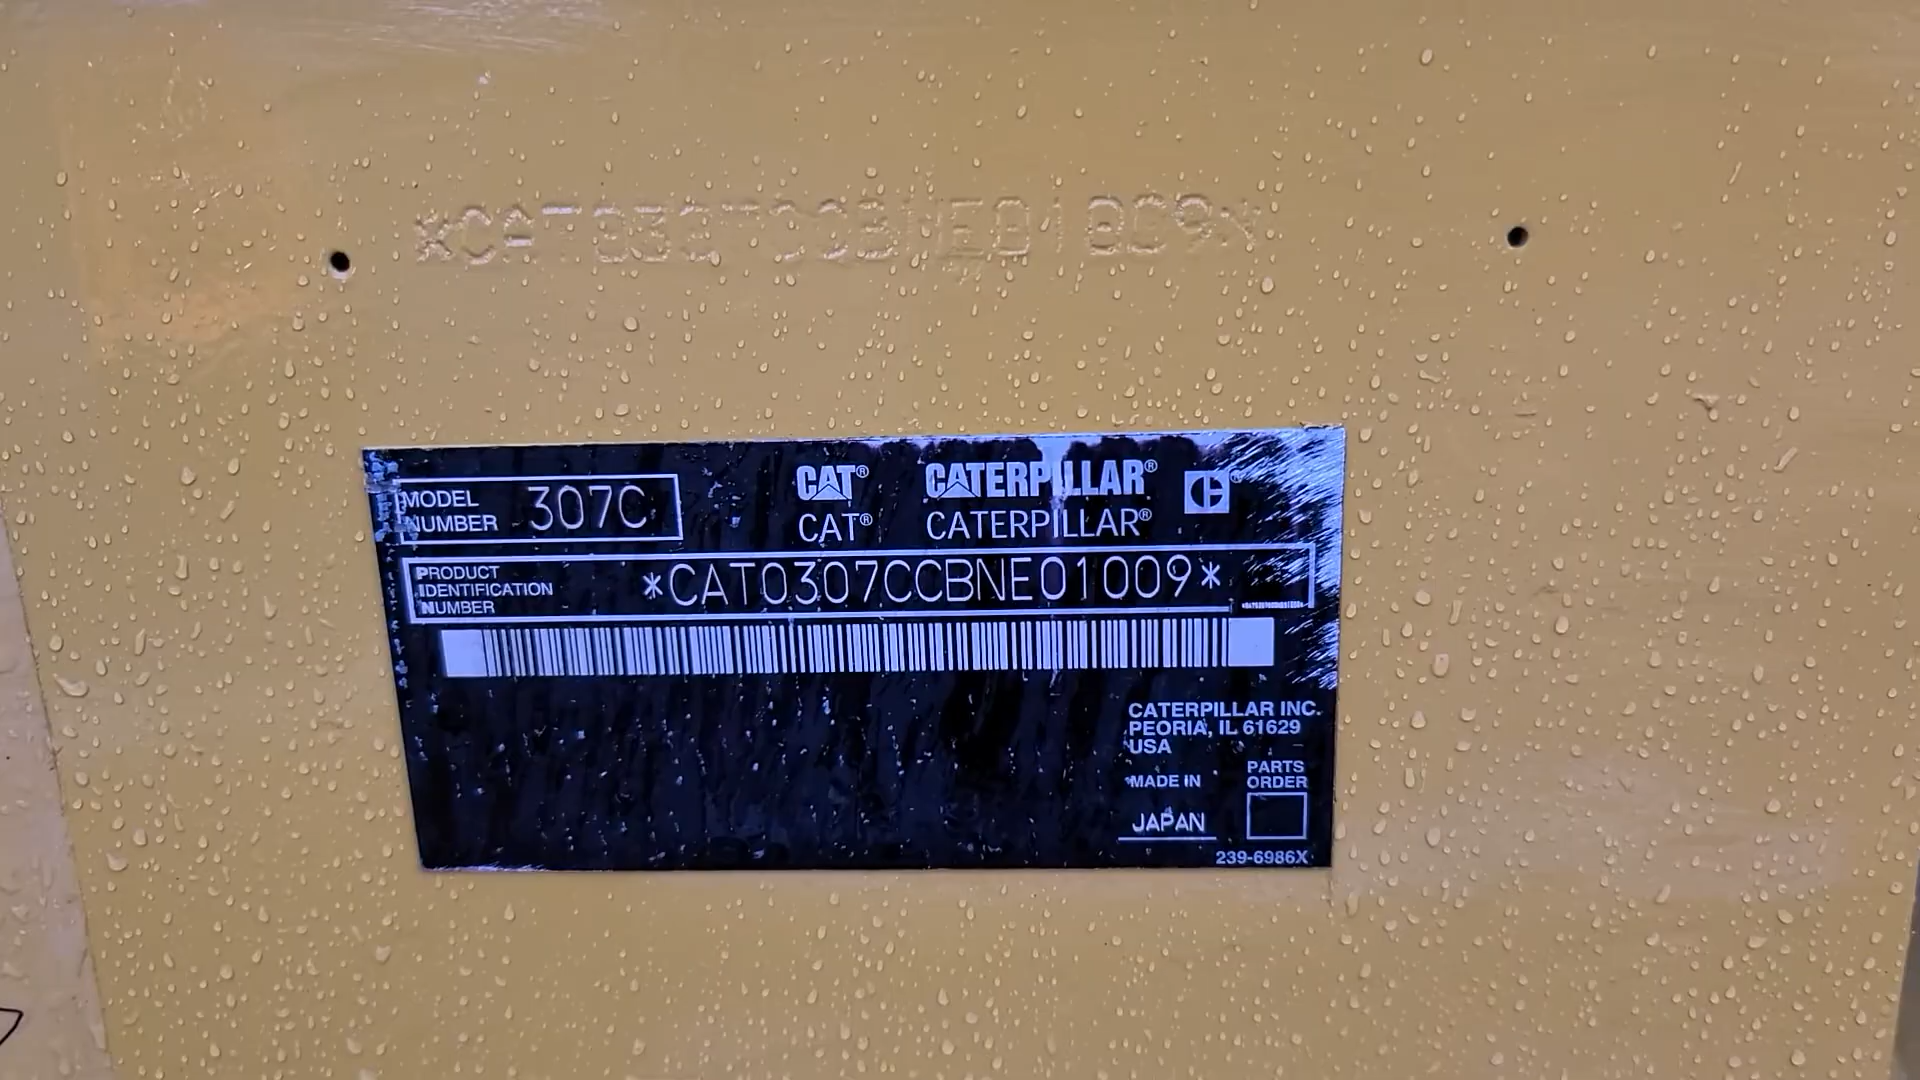 *CAT0307CCBNE01009*
MODEL NUMBER 307C
CAT® CATERPILLAR®
CAT® CATERPILLAR®
PRODUCT IDENTIFICATION NUMBER *CAT0307CCBNE01009*
CATERPILLAR INC.
PEORIA, IL 61629
USA
MADE IN
JAPAN
PARTS
ORDER
239-6986X